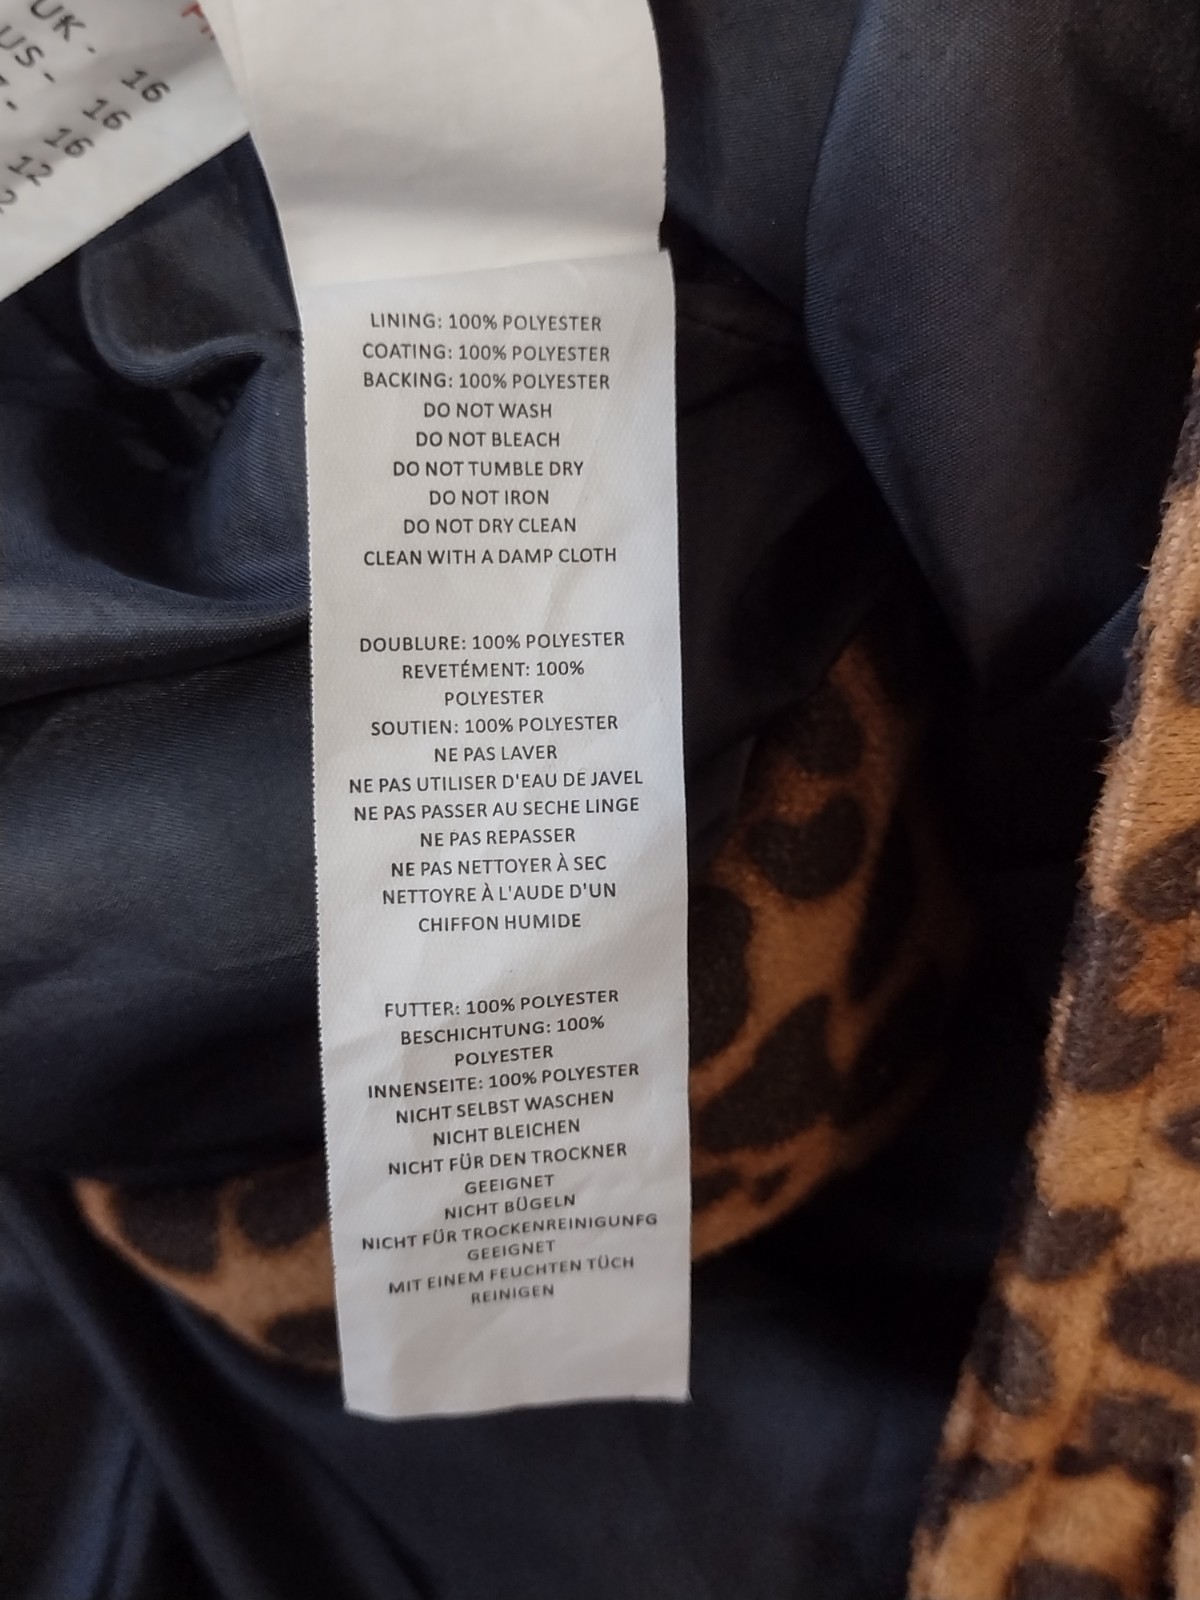 UK - 16
US - 16
16
12
LINING: 100% POLYESTER
COATING: 100% POLYESTER
BACKING: 100% POLYESTER
DO NOT WASH
DO NOT BLEACH
DO NOT TUMBLE DRY
DO NOT IRON
DO NOT DRY CLEAN
CLEAN WITH A DAMP CLOTH
DOUBLURE: 100% POLYESTER
REVETÉMENT: 100%
POLYESTER
SOUTIEN: 100% POLYESTER
NE PAS LAVER
NE PAS UTILISER D'EAU DE JAVEL
NE PAS PASSER AU SECHE LINGE
NE PAS REPASSER
NE PAS NETTOYER À SEC
NETTOYRE À L'AUDE D'UN
CHIFFON HUMIDE
FUTTER: 100% POLYESTER
BESCHICHTUNG: 100%
POLYESTER
INNENSEITE: 100% POLYESTER
NICHT SELBST WASCHEN
NICHT BLEICHEN
NICHT FÜR DEN TROCKNER
GEEIGNET
NICHT BÜGELN
NICHT FÜR TROCKENREINIGUNFG
GEEIGNET
MIT EINEM FEUCHTEN TÜCH
REINIGEN